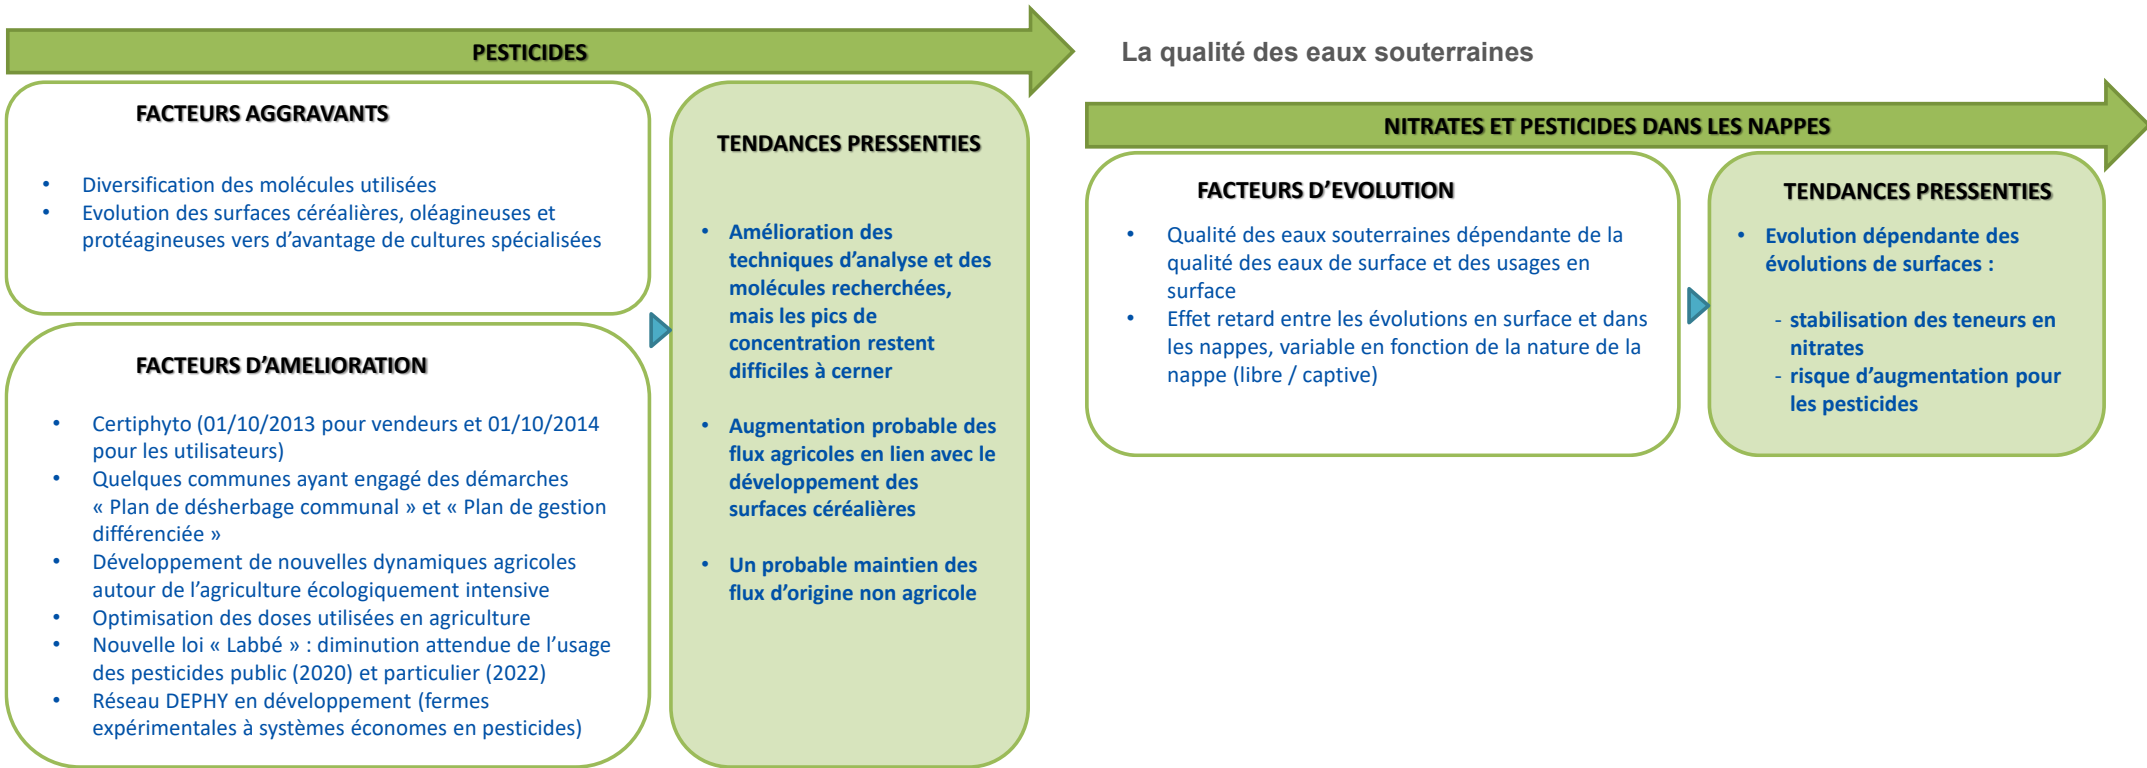 PESTICIDES
FACTEURS AGGRAVANTS
• Diversification des molécules utilisées
• Evolution des surfaces céréalières, oléagineuses et
protéagineuses vers d’avantage de cultures spécialisées
FACTEURS D’AMELIORATION
• Certiphyto (01/10/2013 pour vendeurs et 01/10/2014
pour les utilisateurs)
• Quelques communes ayant engagé des démarches
« Plan de désherbage communal » et « Plan de gestion
différenciée »
• Développement de nouvelles dynamiques agricoles
autour de l’agriculture écologiquement intensive
• Optimisation des doses utilisées en agriculture
• Nouvelle loi « Labbé » : diminution attendue de l’usage
des pesticides public (2020) et particulier (2022)
• Réseau DEPHY en développement (fermes
expérimentales à systèmes économes en pesticides)
TENDANCES PRESSENTIES
• Amélioration des
techniques d’analyse et des
molécules recherchées,
mais les pics de
concentration restent
difficiles à cerner
• Augmentation probable des
flux agricoles en lien avec le
développement des
surfaces céréalières
• Un probable maintien des
flux d’origine non agricole
La qualité des eaux souterraines
NITRATES ET PESTICIDES DANS LES NAPPES
FACTEURS D’EVOLUTION
• Qualité des eaux souterraines dépendante de la
qualité des eaux de surface et des usages en
surface
• Effet retard entre les évolutions en surface et dans
les nappes, variable en fonction de la nature de la
nappe (libre / captive)
TENDANCES PRESSENTIES
• Evolution dépendante des
évolutions de surfaces :
- stabilisation des teneurs en
nitrates
- risque d’augmentation pour
les pesticides